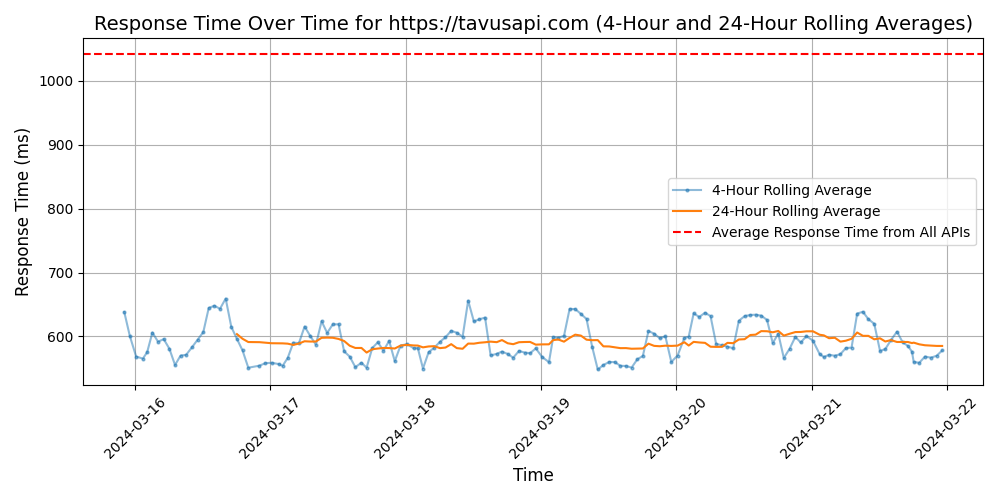 Response Time Over Time for https://tavusapi.com (4-Hour and 24-Hour Rolling Averages)
Response Time (ms)
1000
900
800
700
600
4-Hour Rolling Average
24-Hour Rolling Average
Average Response Time from All APIs
2024-03-16
2024-03-17
2024-03-18
2024-03-19
2024-03-20
2024-03-21
2024-03-22
Time